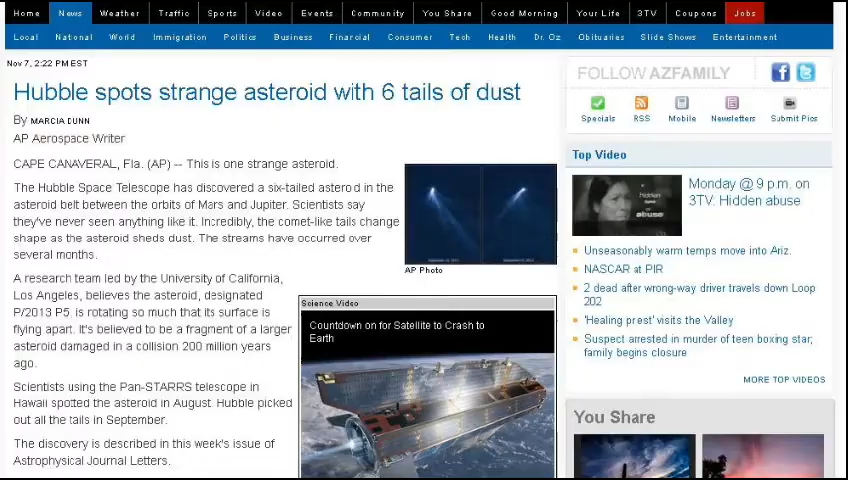 Home News Weather Traffic Sports Video Events Community You Share Good Morning Your Life 3TV Coupons Jobs
Local National World Immigration Politics Business Financial Consumer Tech Health Dr. Oz Obituaries Slide Shows Entertainment
Nov 7, 2:22 PM EST
Hubble spots strange asteroid with 6 tails of dust
By MARCIA DUNN
AP Aerospace Writer
CAPE CANAVERAL, Fla. (AP) -- This is one strange asteroid.
The Hubble Space Telescope has discovered a six-tailed asteroid in the
asteroid belt between the orbits of Mars and Jupiter. Scientists say
they've never seen anything like it. Incredibly, the comet-like tails change
shape as the asteroid sheds dust. The streams have occurred over
several months.
AP Photo
A research team led by the University of California,
Los Angeles, believes the asteroid, designated
P/2013 P5, is rotating so much that its surface is
flying apart. It's believed to be a fragment of a larger
asteroid damaged in a collision 200 million years
ago.
Scientists using the Pan-STARRS telescope in
Hawaii spotted the asteroid in August. Hubble picked
out all the tails in September.
The discovery is described in this week's issue of
Astrophysical Journal Letters.
Science Video
Countdown on for Satellite to Crash to
Earth
FOLLOW AZFAMILY
Specials RSS Mobile Newsletters Submit Pics
Top Video
Hidden
abuse
Monday @ 9 p.m. on
3TV: Hidden abuse
Unseasonably warm temps move into Ariz.
NASCAR at PIR
2 dead after wrong-way driver travels down Loop
202
'Healing priest' visits the Valley
Suspect arrested in murder of teen boxing star;
family begins closure
MORE TOP VIDEOS
You Share